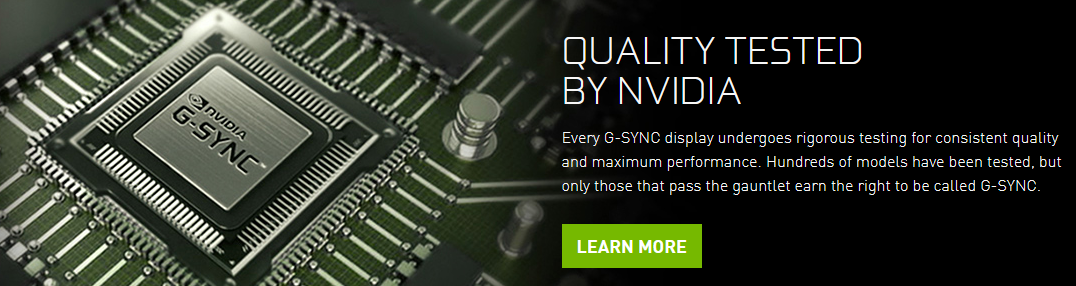 NVIDIA
G-SYNC
QUALITY TESTED
BY NVIDIA
Every G-SYNC display undergoes rigorous testing for consistent quality
and maximum performance. Hundreds of models have been tested, but
only those that pass the gauntlet earn the right to be called G-SYNC.
LEARN MORE